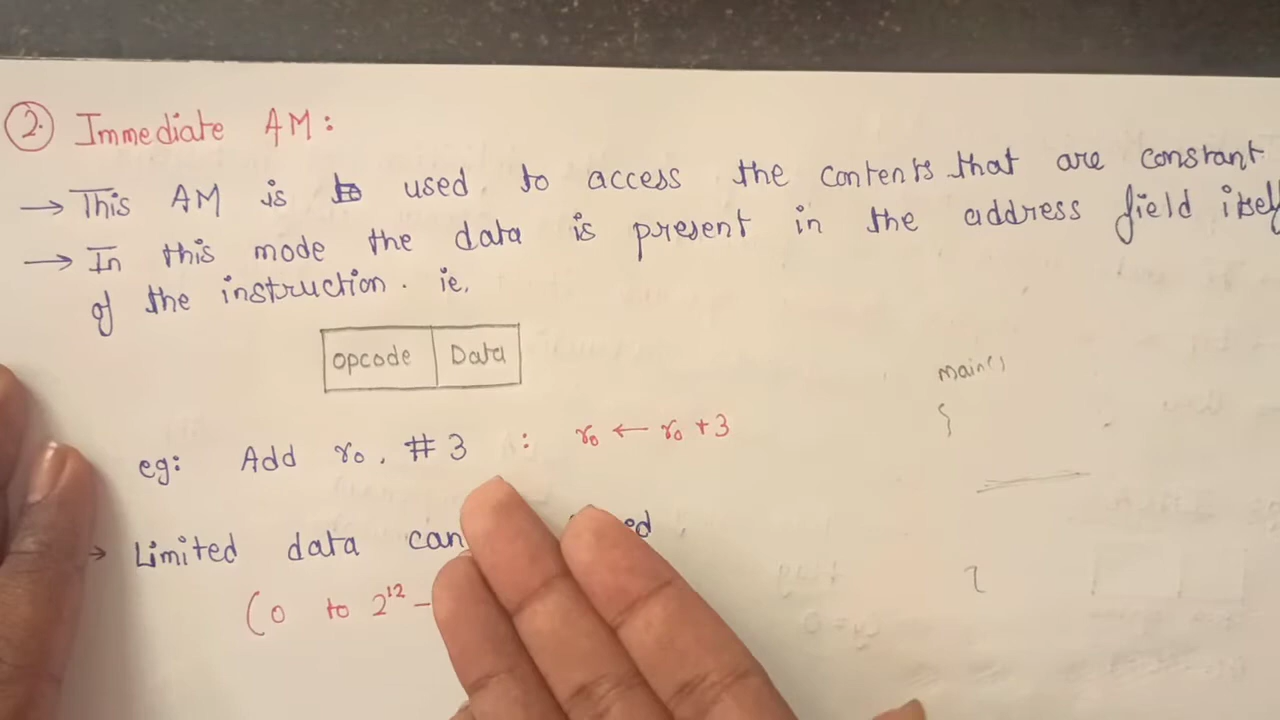 2. Immediate AM:
→ This AM is used to access the contents that are constant
→ In this mode the data is present in the address field itself
of the instruction. ie,
opcode Data
main()
{
eg: Add r0, #3 : r0 ← r0 + 3
→ Limited data can
(0 to 2¹² -